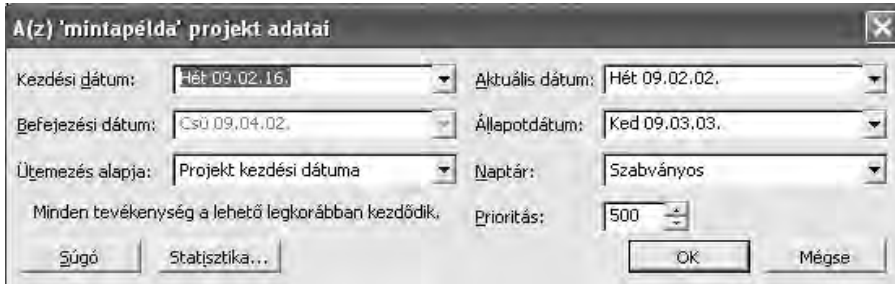 A(z) 'mintapélda' projekt adatai
Kezdési dátum: Hét 09.02.16. Aktuális dátum: Hét 09.02.02.
Befejezési dátum: Csü 09.04.02. Állapotdátum: Ked 09.03.03.
Ütemezés alapja: Projekt kezdési dátuma Naptár: Szabványos
Minden tevékenység a lehető legkorábban kezdődik. Prioritás: 500
Súgó Statisztika... OK Mégse